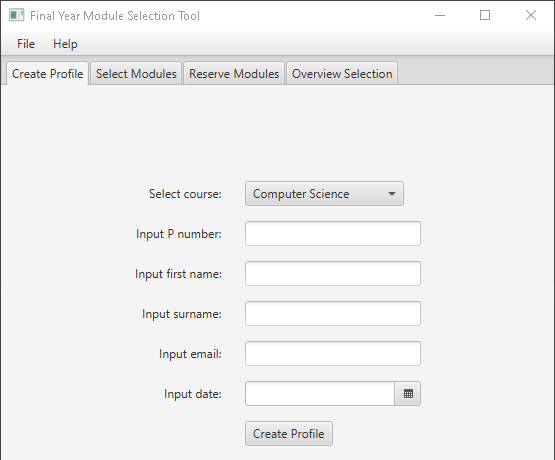 Final Year Module Selection Tool
File Help
Create Profile Select Modules Reserve Modules Overview Selection
Select course: Computer Science
Input P number:
Input first name:
Input surname:
Input email:
Input date:
Create Profile